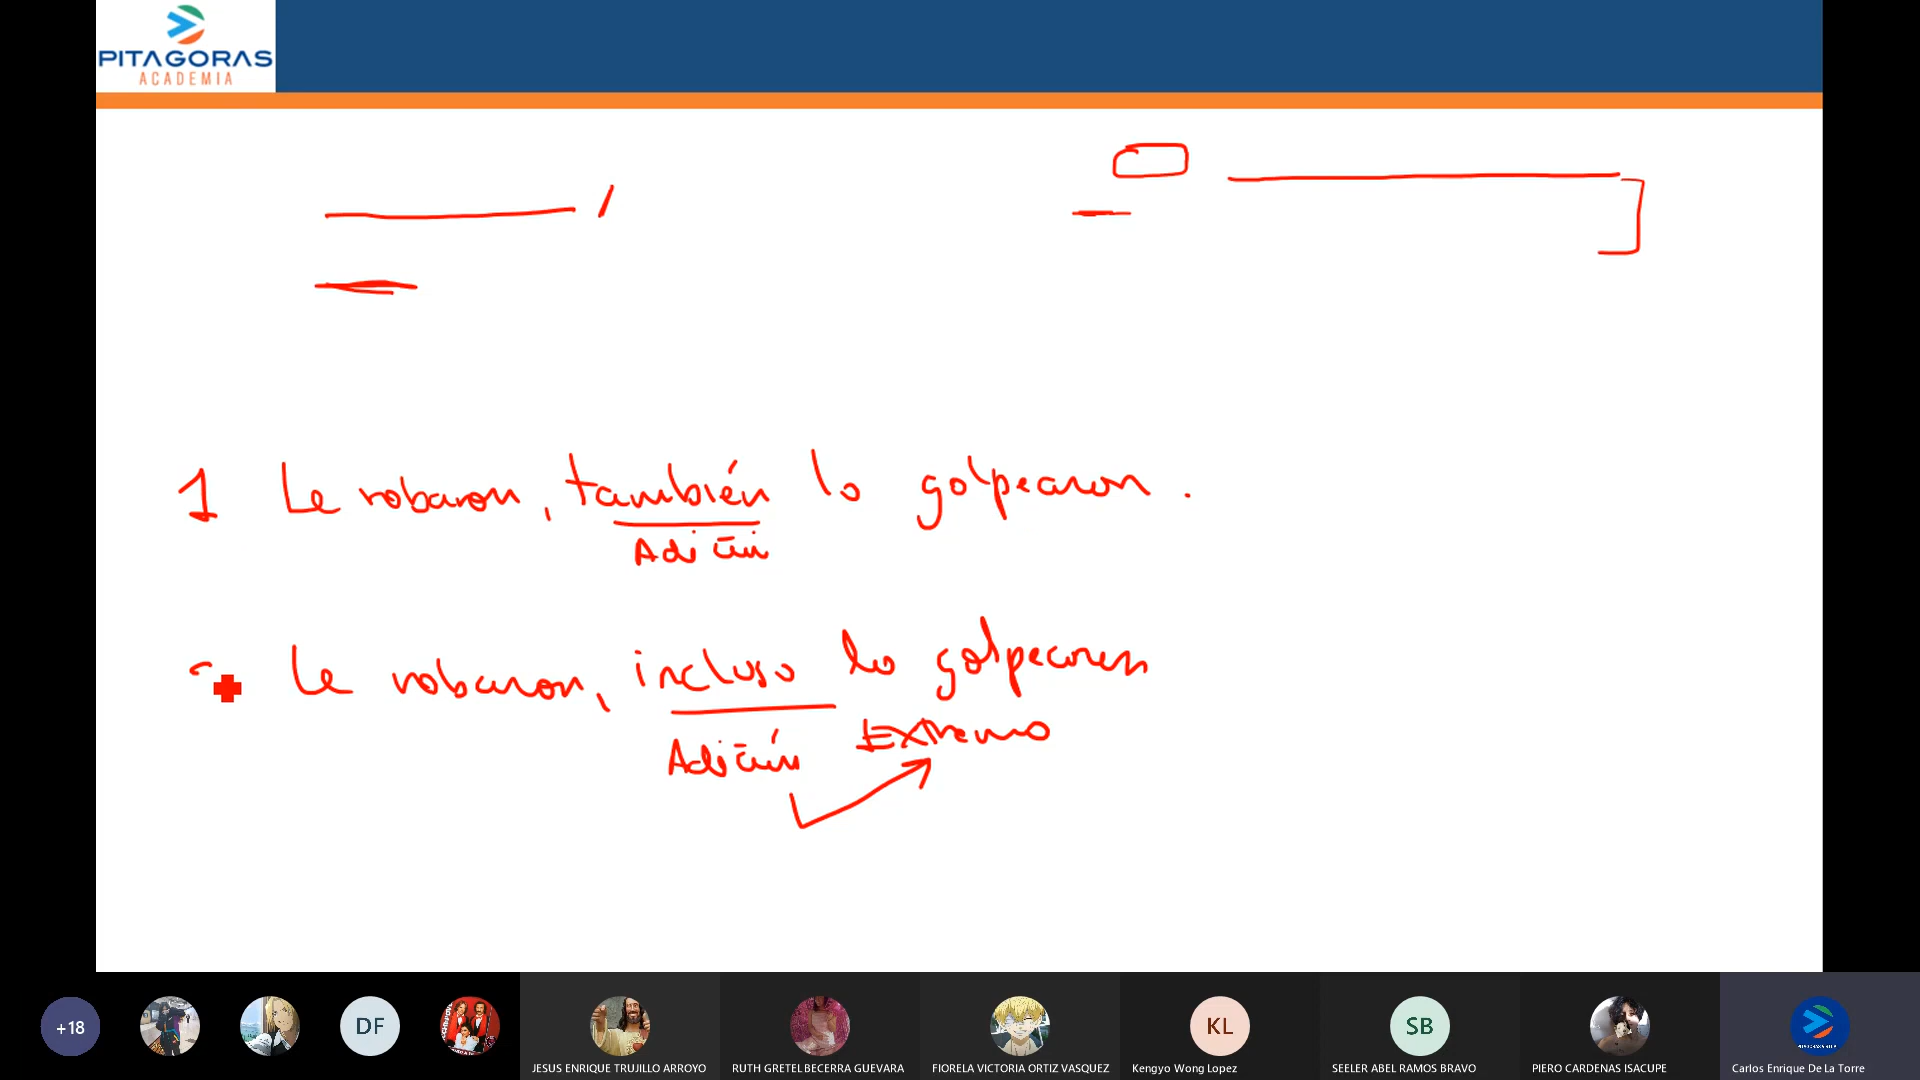 PITAGORAS
ACADEMIA
1 Le robaron, también lo golpearon.
Adición
Le robaron, incluso lo golpearon
Adición Extremo
+18
DF
KL
SB
JESUS ENRIQUE TRUJILLO ARROYO
RUTH GRETEL BECERRA GUEVARA
FIORELA VICTORIA ORTIZ VASQUEZ
Kengyo Wong Lopez
SEELER ABEL RAMOS BRAVO
PIERO CARDENAS ISACUPE
Carlos Enrique De La Torre